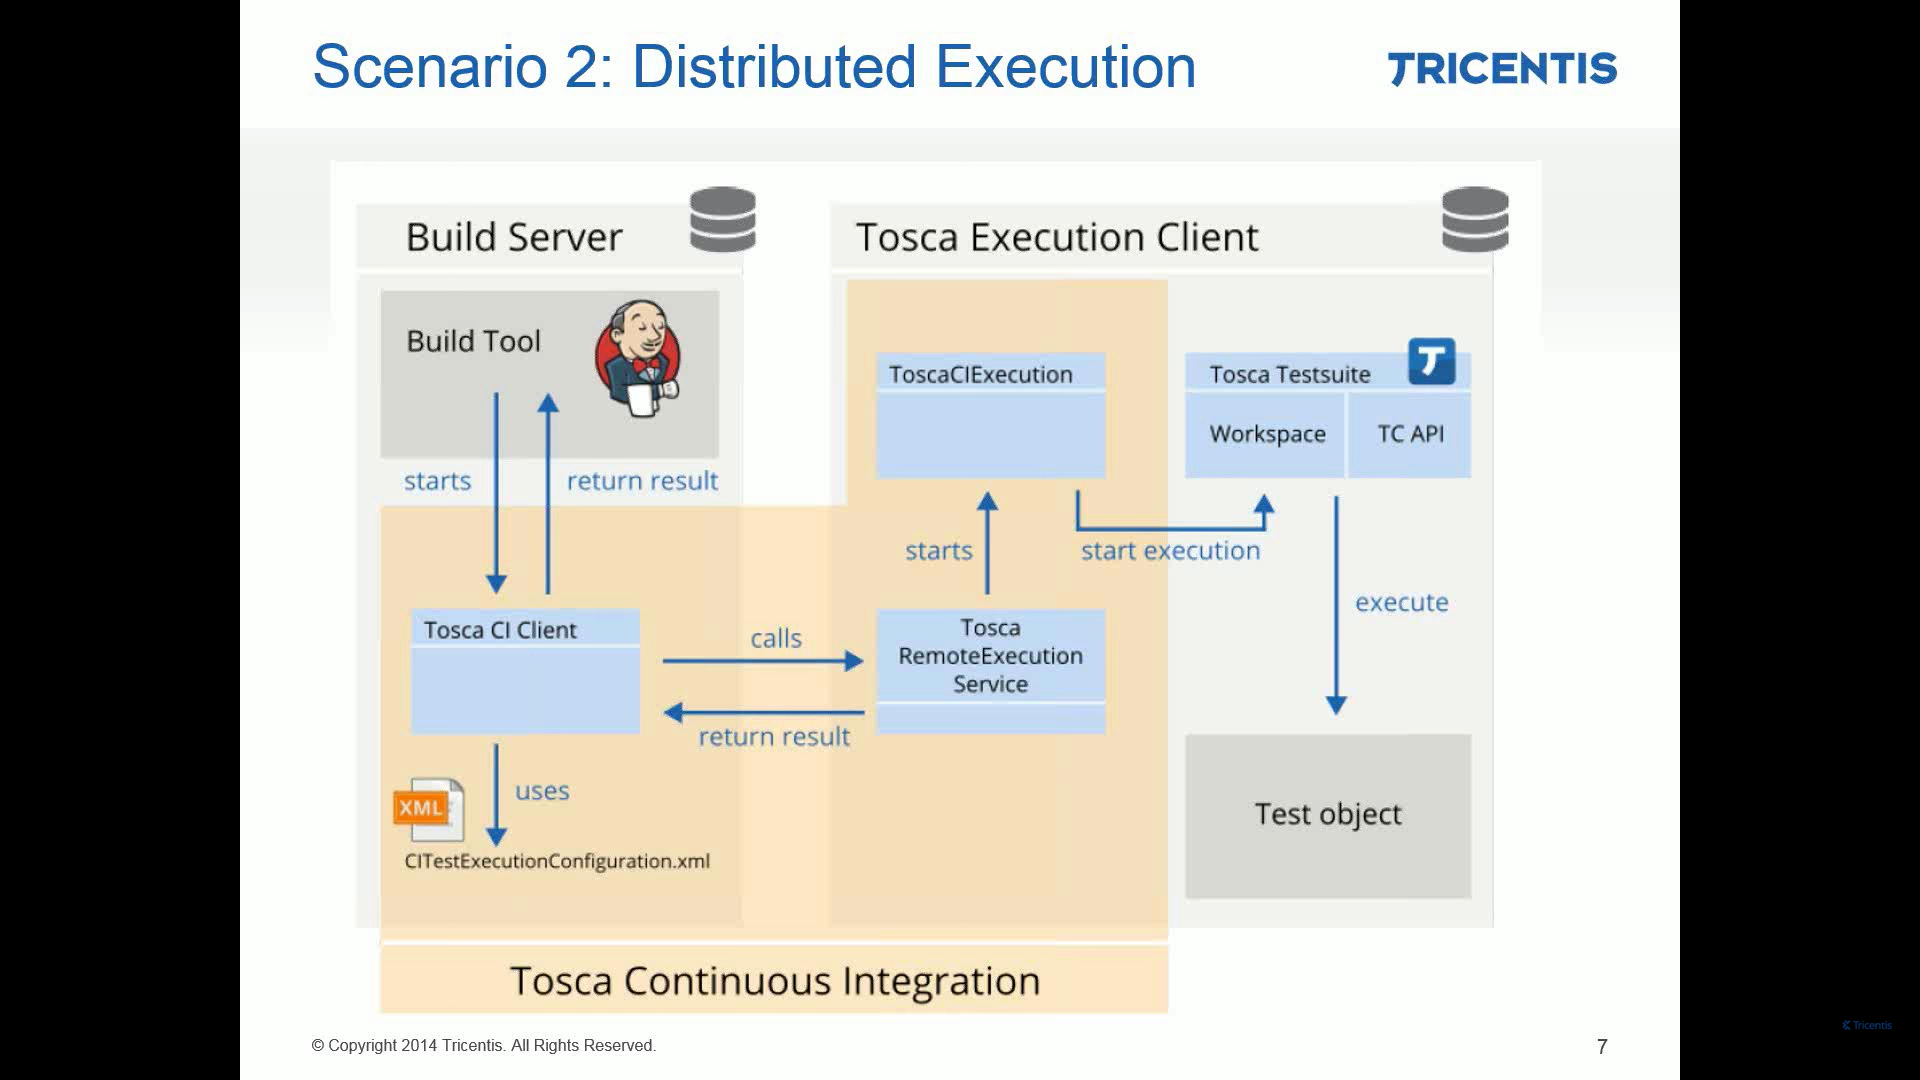 Scenario 2: Distributed Execution
TRICENTIS
Build Server
Tosca Execution Client
Build Tool
ToscaCIExecution
Tosca Testsuite
Workspace
TC API
starts
return result
starts
start execution
execute
Tosca CI Client
calls
Tosca
RemoteExecution
Service
return result
uses
XML
CITestExecutionConfiguration.xml
Test object
Tosca Continuous Integration
© Copyright 2014 Tricentis. All Rights Reserved.
7
Tricentis